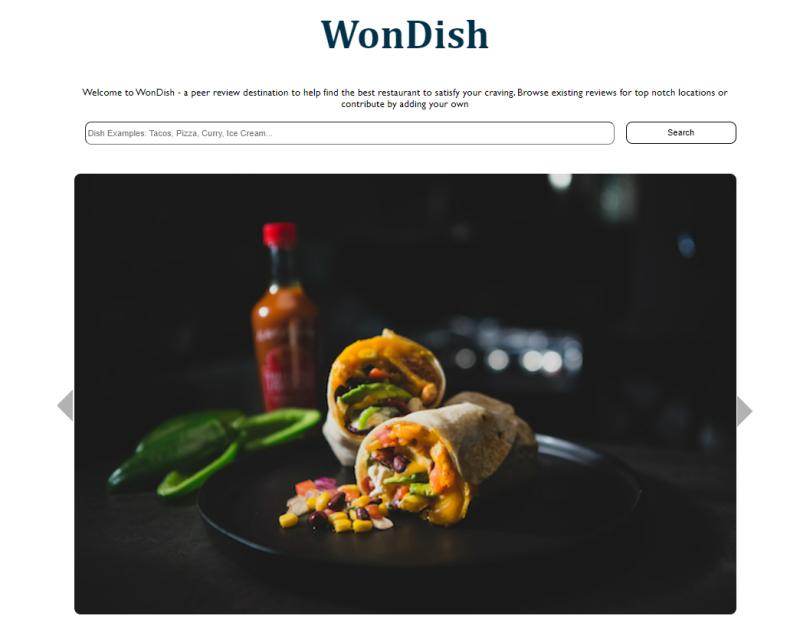 WonDish
Welcome to WonDish - a peer review destination to help find the best restaurant to satisfy your craving. Browse existing reviews for top notch locations or
contribute by adding your own
Dish Examples: Tacos, Pizza, Curry, Ice Cream...
Search